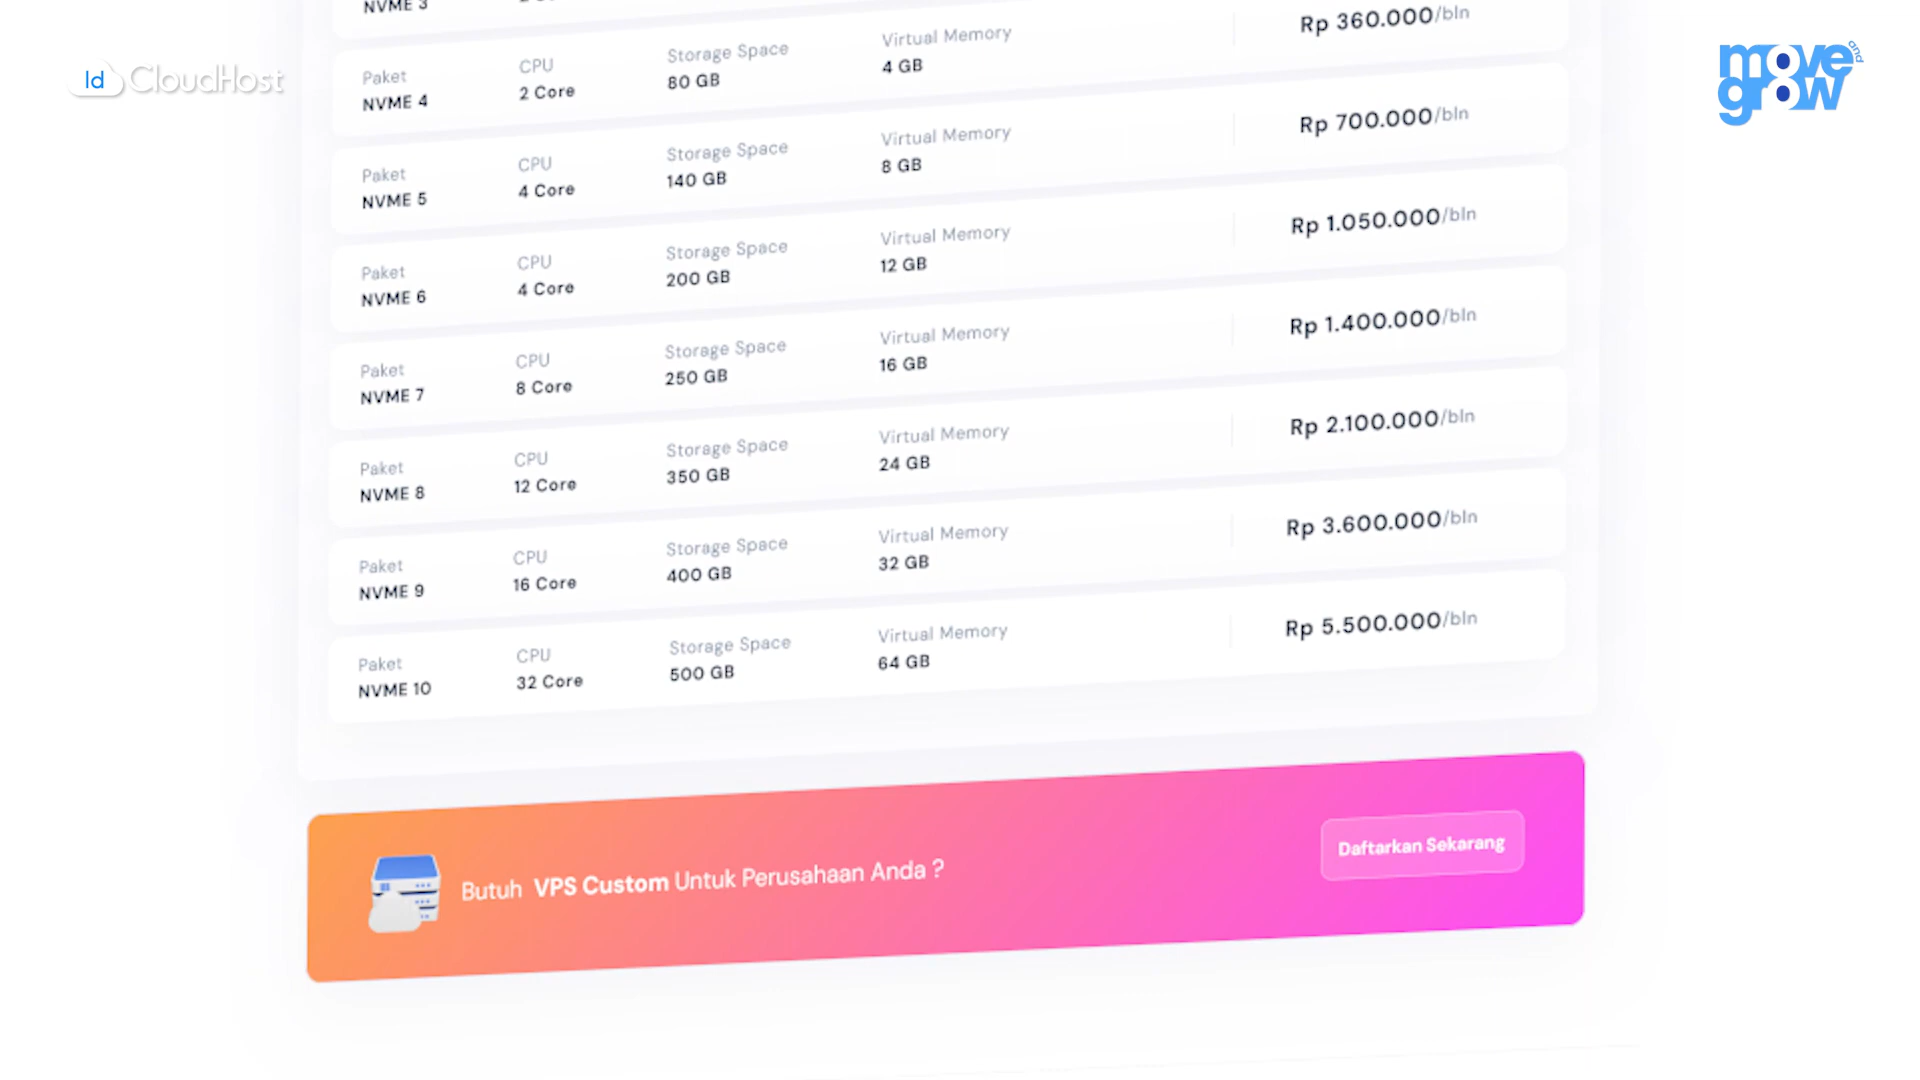 NVME 3
Id CloudHost
move and
gr8w
Paket CPU Storage Space Virtual Memory Rp 360.000/bln
NVME 4 2 Core 80 GB 4 GB
Paket CPU Storage Space Virtual Memory Rp 700.000/bln
NVME 5 4 Core 140 GB 8 GB
Paket CPU Storage Space Virtual Memory Rp 1.050.000/bln
NVME 6 4 Core 200 GB 12 GB
Paket CPU Storage Space Virtual Memory Rp 1.400.000/bln
NVME 7 8 Core 250 GB 16 GB
Paket CPU Storage Space Virtual Memory Rp 2.100.000/bln
NVME 8 12 Core 350 GB 24 GB
Paket CPU Storage Space Virtual Memory Rp 3.600.000/bln
NVME 9 16 Core 400 GB 32 GB
Paket CPU Storage Space Virtual Memory Rp 5.500.000/bln
NVME 10 32 Core 500 GB 64 GB
Butuh VPS Custom Untuk Perusahaan Anda ?
Daftarkan Sekarang